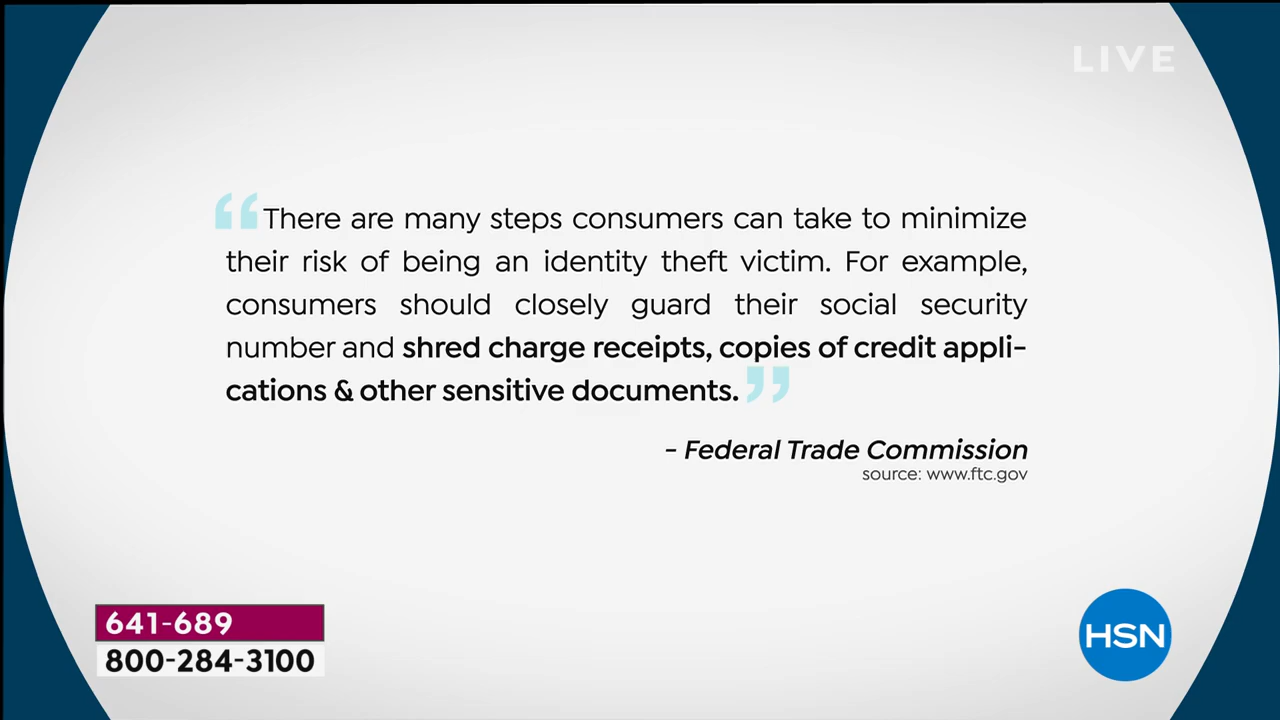 LIVE
“There are many steps consumers can take to minimize
their risk of being an identity theft victim. For example,
consumers should closely guard their social security
number and shred charge receipts, copies of credit appli-
cations & other sensitive documents.”
- Federal Trade Commission
source: www.ftc.gov
641-689
800-284-3100
HSN